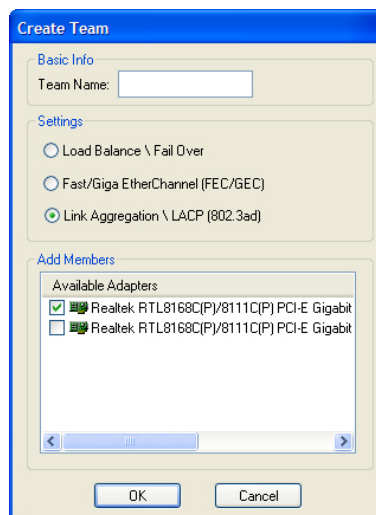 Create Team
Basic Info
Team Name:
Settings
Load Balance \ Fail Over
Fast/Giga EtherChannel (FEC/GEC)
Link Aggregation \ LACP (802.3ad)
Add Members
Available Adapters
Realtek RTL8168C(P)/8111C(P) PCI-E Gigabit
Realtek RTL8168C(P)/8111C(P) PCI-E Gigabit
OK
Cancel